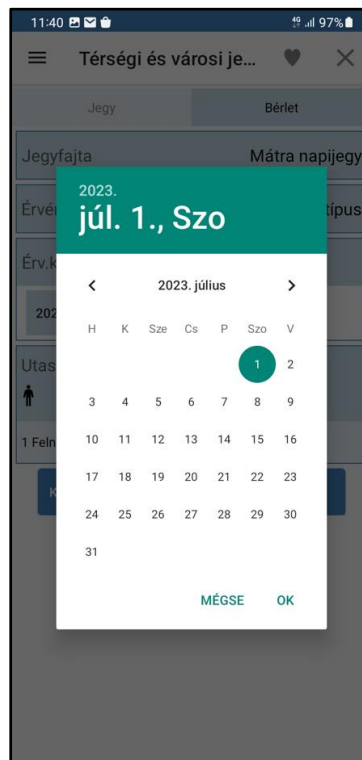 11:40 4G 97%
Térségi és városi je...
Jegy Bérlet
Jegyfajta Mátra napijegy
Érvé típus
Érv.k
202
Utas
1 Feln
K
2023.
júl. 1., Szo
2023. július
H K Sze Cs P Szo V
1 2
3 4 5 6 7 8 9
10 11 12 13 14 15 16
17 18 19 20 21 22 23
24 25 26 27 28 29 30
31
MÉGSE OK